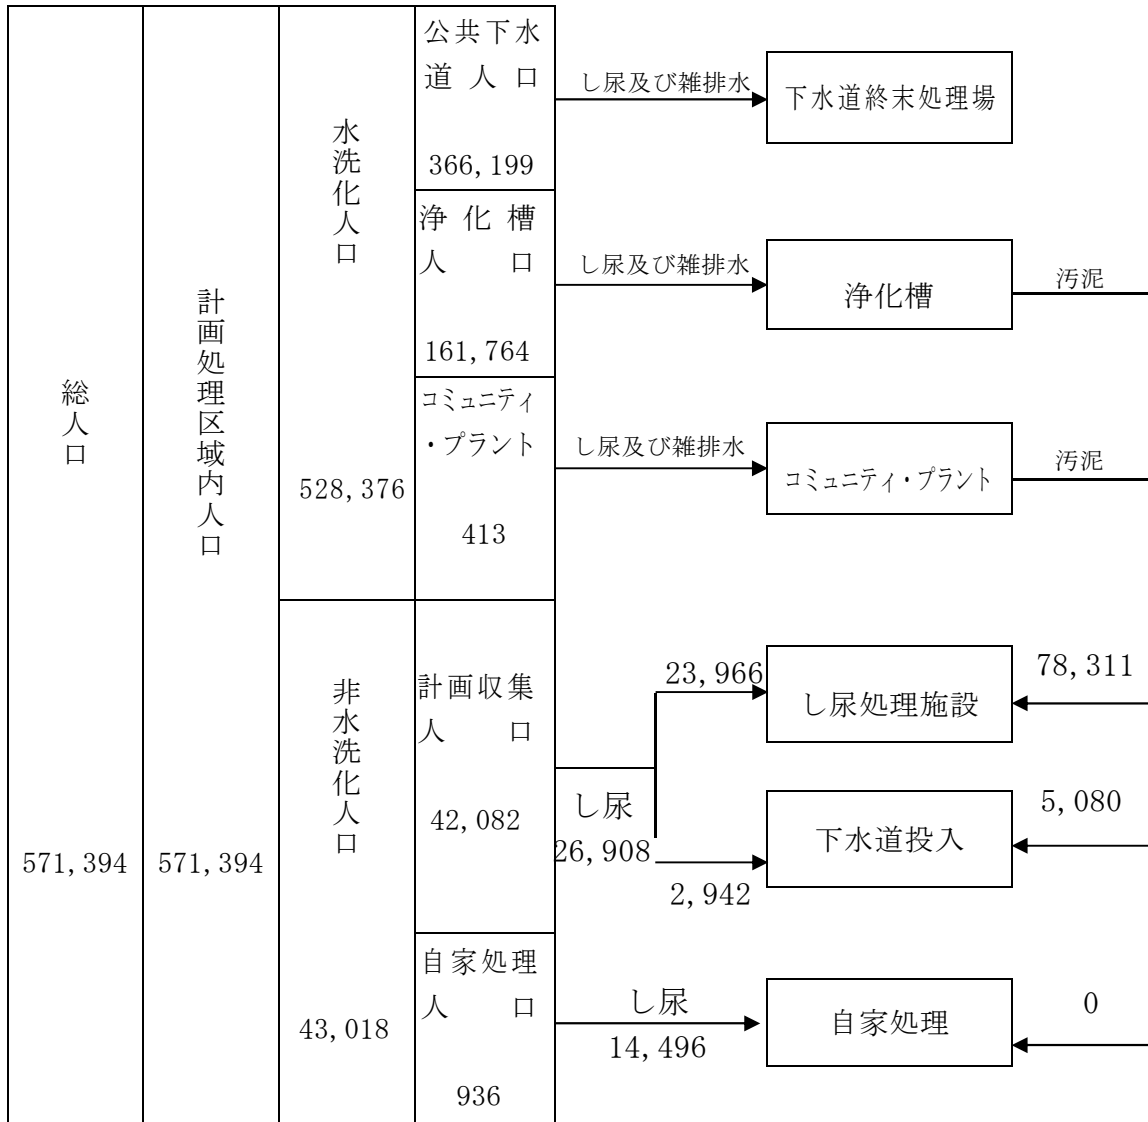 総人口
571,394
計画処理区域内人口
571,394
水洗化人口
528,376
非水洗化人口
43,018
公共下水
道人口
366,199
浄化槽
人口
161,764
コミュニティ
・プラント
413
計画収集
人口
42,082
自家処理
人口
936
し尿及び雑排水
下水道終末処理場
し尿及び雑排水
浄化槽
汚泥
し尿及び雑排水
コミュニティ・プラント
汚泥
し尿
26,908
23,966
し尿処理施設
78,311
2,942
下水道投入
5,080
し尿
14,496
自家処理
0